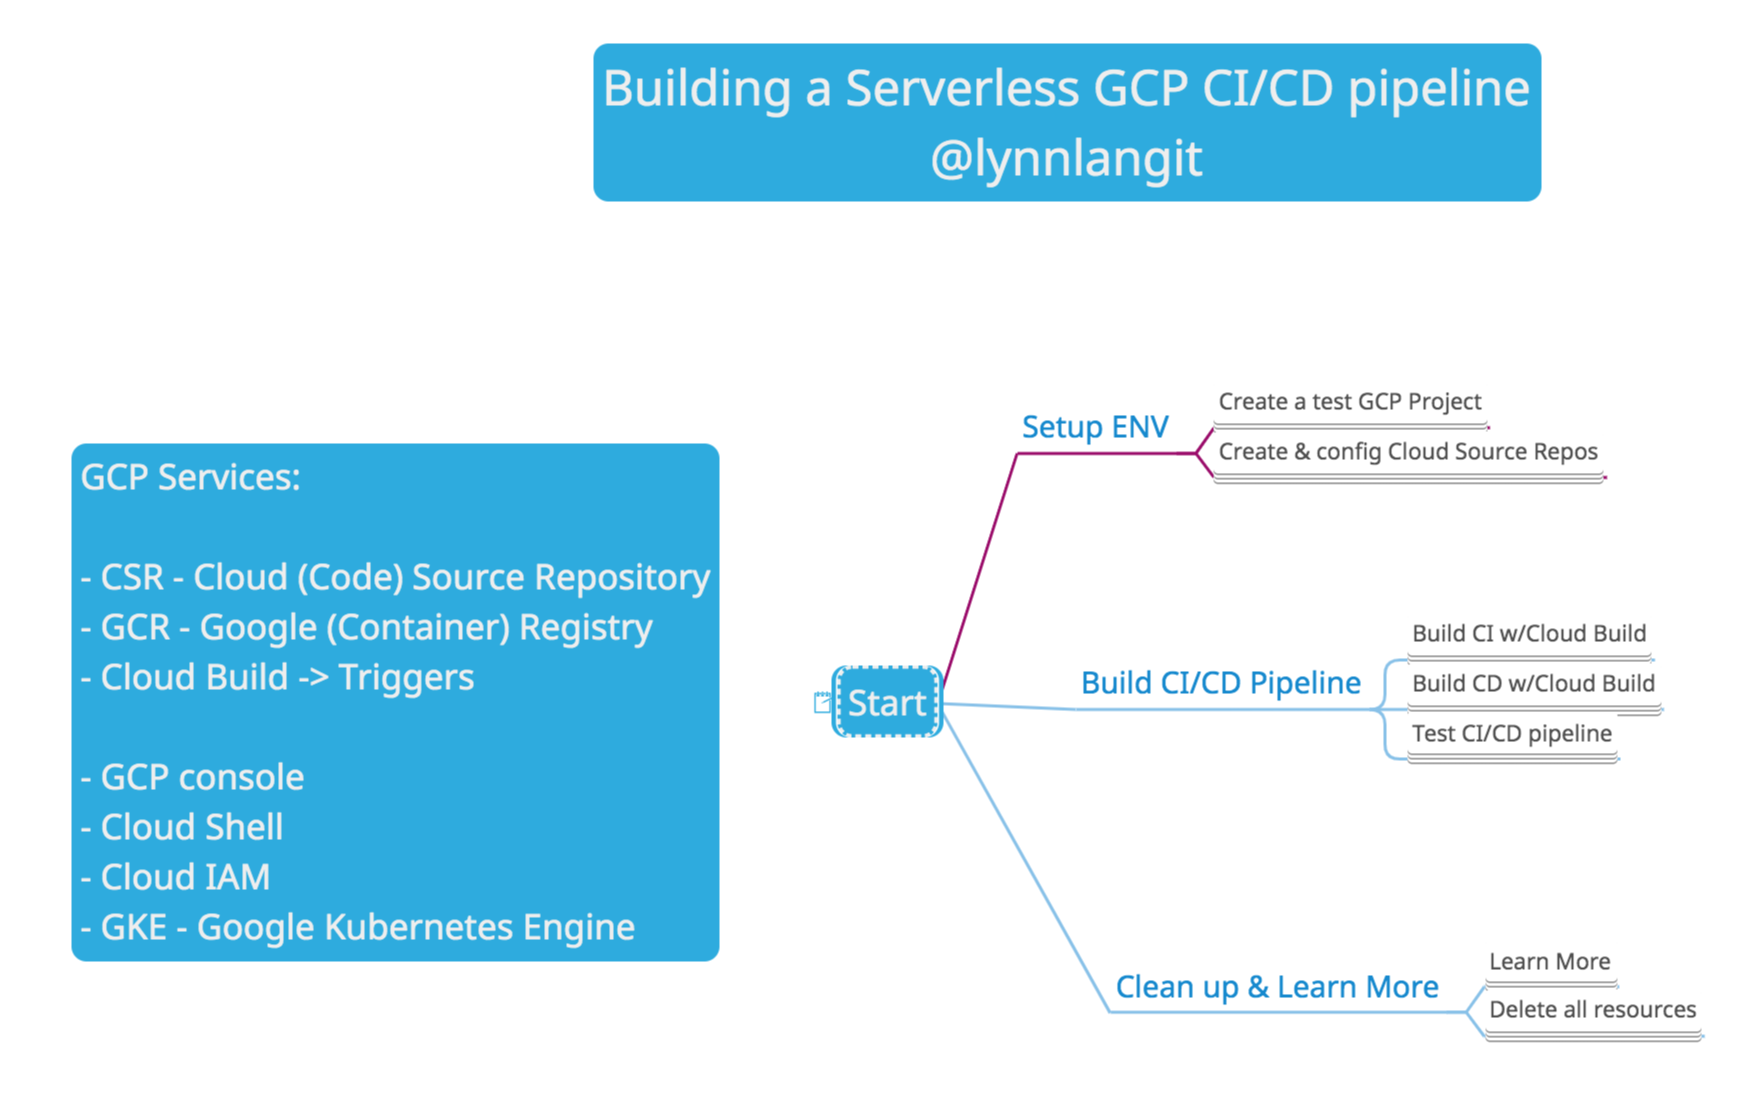 Building a Serverless GCP CI/CD pipeline
@lynnlangit
GCP Services:
- CSR - Cloud (Code) Source Repository
- GCR - Google (Container) Registry
- Cloud Build -> Triggers
- GCP console
- Cloud Shell
- Cloud IAM
- GKE - Google Kubernetes Engine
Start
Setup ENV
Create a test GCP Project
Create & config Cloud Source Repos
Build CI/CD Pipeline
Build CI w/Cloud Build
Build CD w/Cloud Build
Test CI/CD pipeline
Clean up & Learn More
Learn More
Delete all resources